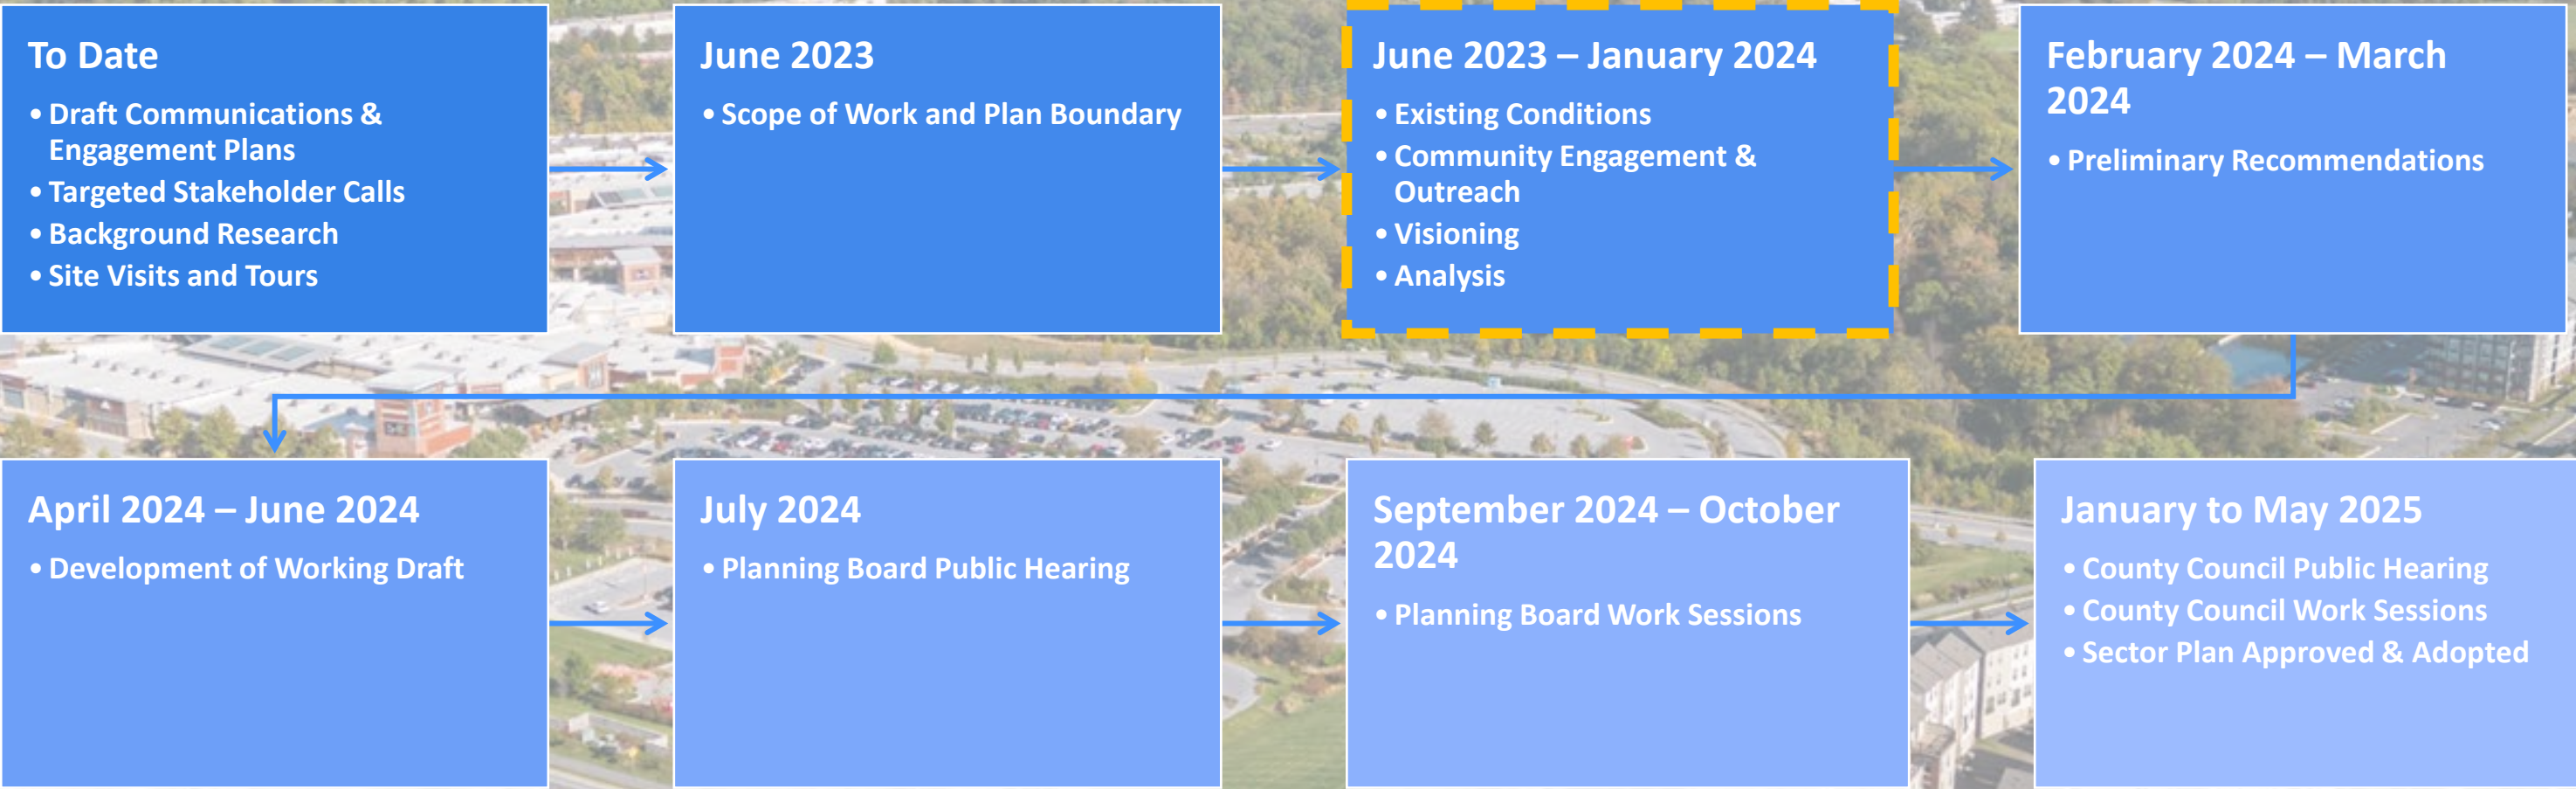 To Date
• Draft Communications &
Engagement Plans
• Targeted Stakeholder Calls
• Background Research
• Site Visits and Tours
June 2023
• Scope of Work and Plan Boundary
June 2023 – January 2024
• Existing Conditions
• Community Engagement &
Outreach
• Visioning
• Analysis
February 2024 – March
2024
• Preliminary Recommendations
April 2024 – June 2024
• Development of Working Draft
July 2024
• Planning Board Public Hearing
September 2024 – October
2024
• Planning Board Work Sessions
January to May 2025
• County Council Public Hearing
• County Council Work Sessions
• Sector Plan Approved & Adopted